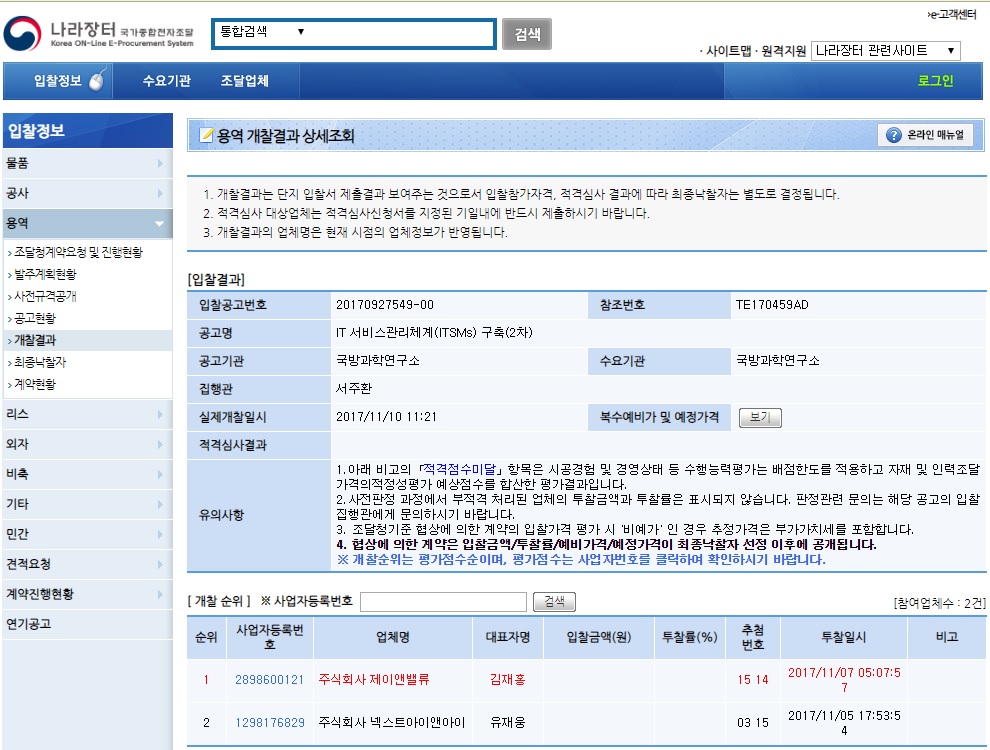 ›e-고객센터
나라장터 국가종합전자조달
Korea ON-Line E-Procurement System
통합검색 ▼ 검색
· 사이트맵 · 원격지원 나라장터 관련사이트 ▼
입찰정보 수요기관 조달업체 로그인
입찰정보
물품
공사
용역
› 조달청계약요청 및 진행현황
› 발주계획현황
› 사전규격공개
› 공고현황
› 개찰결과
› 최종낙찰자
› 계약현황
리스
외자
비축
기타
민간
견적요청
계약진행현황
연기공고
용역 개찰결과 상세조회
? 온라인 매뉴얼
1. 개찰결과는 단지 입찰서 제출결과 보여주는 것으로서 입찰참가자격, 적격심사 결과에 따라 최종낙찰자는 별도로 결정됩니다.
2. 적격심사 대상업체는 적격심사신청서를 지정된 기일내에 반드시 제출하시기 바랍니다.
3. 개찰결과의 업체명은 현재 시점의 업체정보가 반영됩니다.
[입찰결과]
입찰공고번호 20170927549-00 참조번호 TE170459AD
공고명 IT 서비스관리체계(ITSMs) 구축(2차)
공고기관 국방과학연구소 수요기관 국방과학연구소
집행관 서주환
실제개찰일시 2017/11/10 11:21 복수예비가 및 예정가격 보기
적격심사결과
유의사항
1.아래 비고의 「적격점수미달」항목은 시공경험 및 경영상태 등 수행능력평가는 배점한도를 적용하고 자재 및 인력조달
가격의적정성평가 예상점수를 합산한 평가결과입니다.
2.사전판정 과정에서 부적격 처리된 업체의 투찰금액과 투찰률은 표시되지 않습니다. 판정관련 문의는 해당 공고의 입찰
집행관에게 문의하시기 바랍니다.
3. 조달청기준 협상에 의한 계약의 입찰가격 평가 시 '비예가' 인 경우 추정가격은 부가가치세를 포함합니다.
4. 협상에 의한 계약은 입찰금액/투찰률/예비가격/예정가격이 최종낙찰자 선정 이후에 공개됩니다.
※ 개찰순위는 평가점수순이며, 평가점수는 사업자번호를 클릭하여 확인하시기 바랍니다.
[ 개찰 순위 ] ※ 사업자등록번호 검색
[참여업체수 : 2건]
순위 사업자등록번
호 업체명 대표자명 입찰금액(원) 투찰률(%) 추첨
번호 투찰일시 비고
1 2898600121 주식회사 제이앤밸류 김재홍 15 14 2017/11/07 05:07:5
7
2 1298176829 주식회사 넥스트아이앤아이 유재웅 03 15 2017/11/05 17:53:5
4